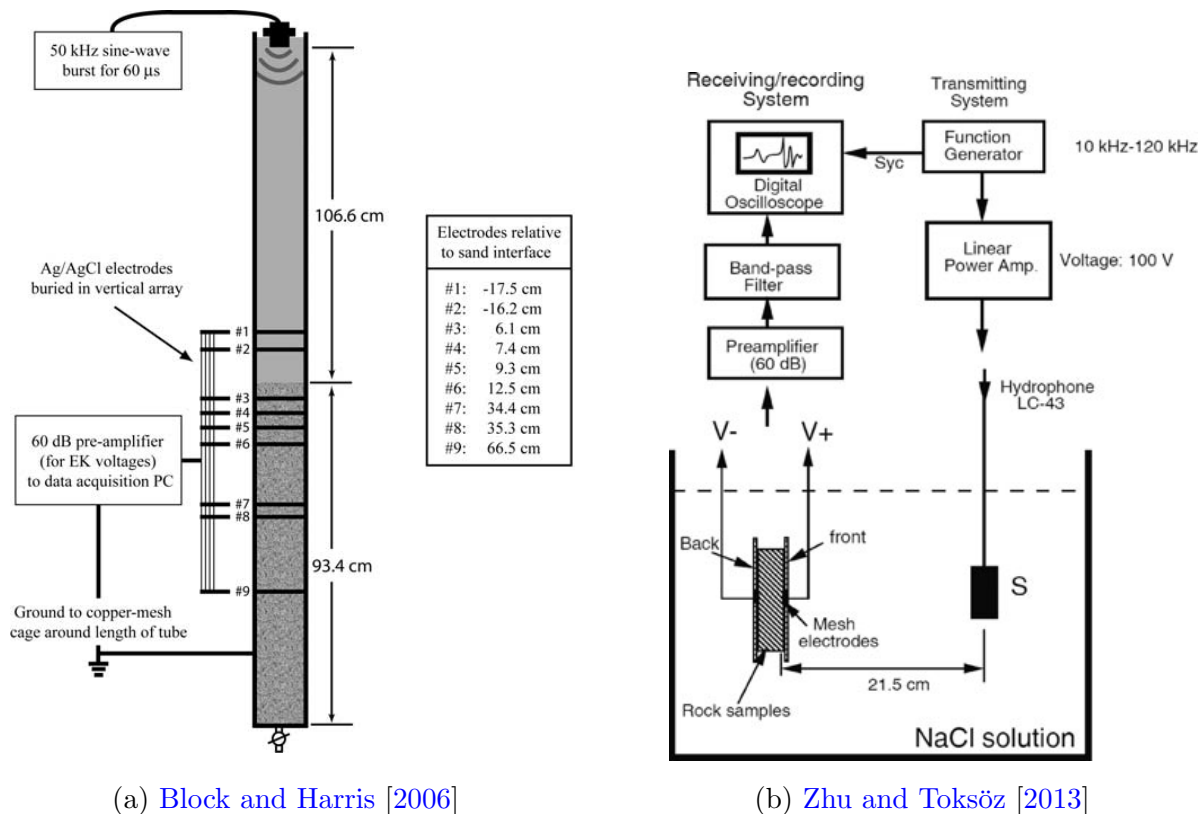 50 kHz sine-wave
burst for 60 μs
106.6 cm
Ag/AgCl electrodes
buried in vertical array
#1
#2
#3
#4
#5
#6
#7
#8
#9
60 dB pre-amplifier
(for EK voltages)
to data acquisition PC
93.4 cm
Ground to copper-mesh
cage around length of tube
Electrodes relative
to sand interface
#1: -17.5 cm
#2: -16.2 cm
#3: 6.1 cm
#4: 7.4 cm
#5: 9.3 cm
#6: 12.5 cm
#7: 34.4 cm
#8: 35.3 cm
#9: 66.5 cm
(a) Block and Harris [2006]
Receiving/recording
System
Transmitting
System
Digital
Oscilloscope
Syc
Function
Generator
10 kHz-120 kHz
Band-pass
Filter
Linear
Power Amp.
Voltage: 100 V
Preamplifier
(60 dB)
Hydrophone
LC-43
V-
V+
Back
front
S
Mesh
electrodes
21.5 cm
Rock samples
NaCl solution
(b) Zhu and Toksöz [2013]